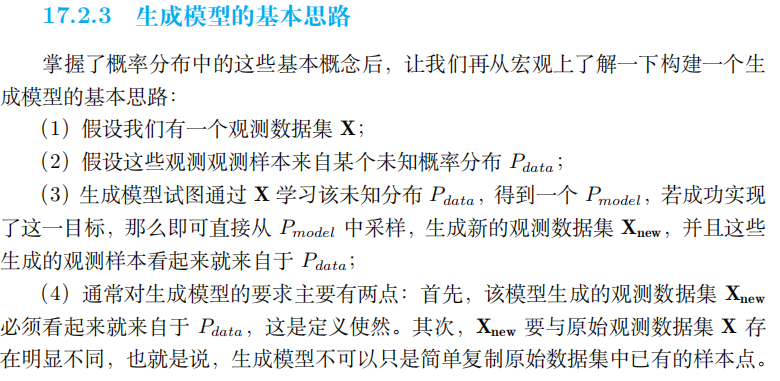 17.2.3 生成模型的基本思路
掌握了概率分布中的这些基本概念后，让我们再从宏观上了解一下构建一个生
成模型的基本思路：
（1）假设我们有一个观测数据集 X；
（2）假设这些观测观测样本来自某个未知概率分布 P_data；
（3）生成模型试图通过 X 学习该未知分布 P_data，得到一个 P_model，若成功实现
了这一目标，那么即可直接从 P_model 中采样，生成新的观测数据集 X_new，并且这些
生成的观测样本看起来就来自于 P_data；
（4）通常对生成模型的要求主要有两点：首先，该模型生成的观测数据集 X_new
必须看起来就来自于 P_data，这是定义使然。其次，X_new 要与原始观测数据集 X 存
在明显不同，也就是说，生成模型不可以只是简单复制原始数据集中已有的样本点。